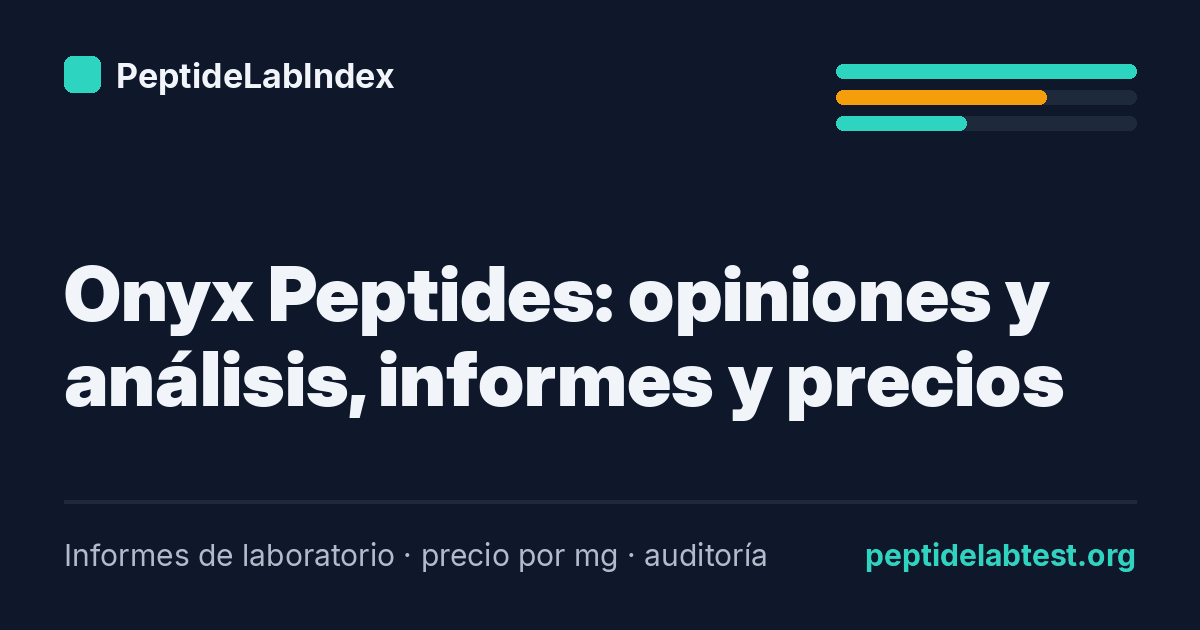 PeptideLabIndex
Onyx Peptides: opiniones y
análisis, informes y precios
Informes de laboratorio · precio por mg · auditoría
peptidelabtest.org